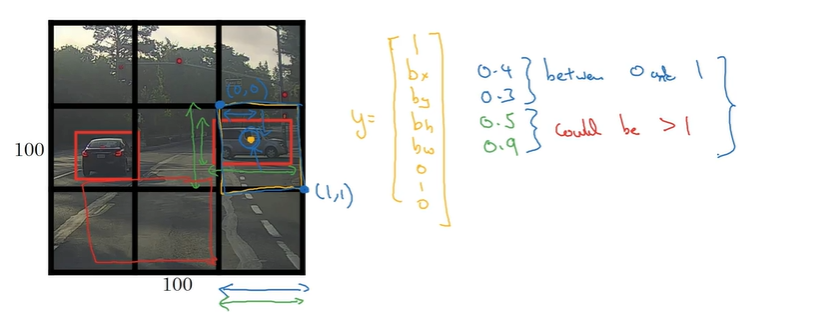 (0,0)
100
(1,1)
100
y=
1
bx
by
bh
bw
0
1
0
0.4
0.3
between 0 and 1
0.5
0.9
could be >1